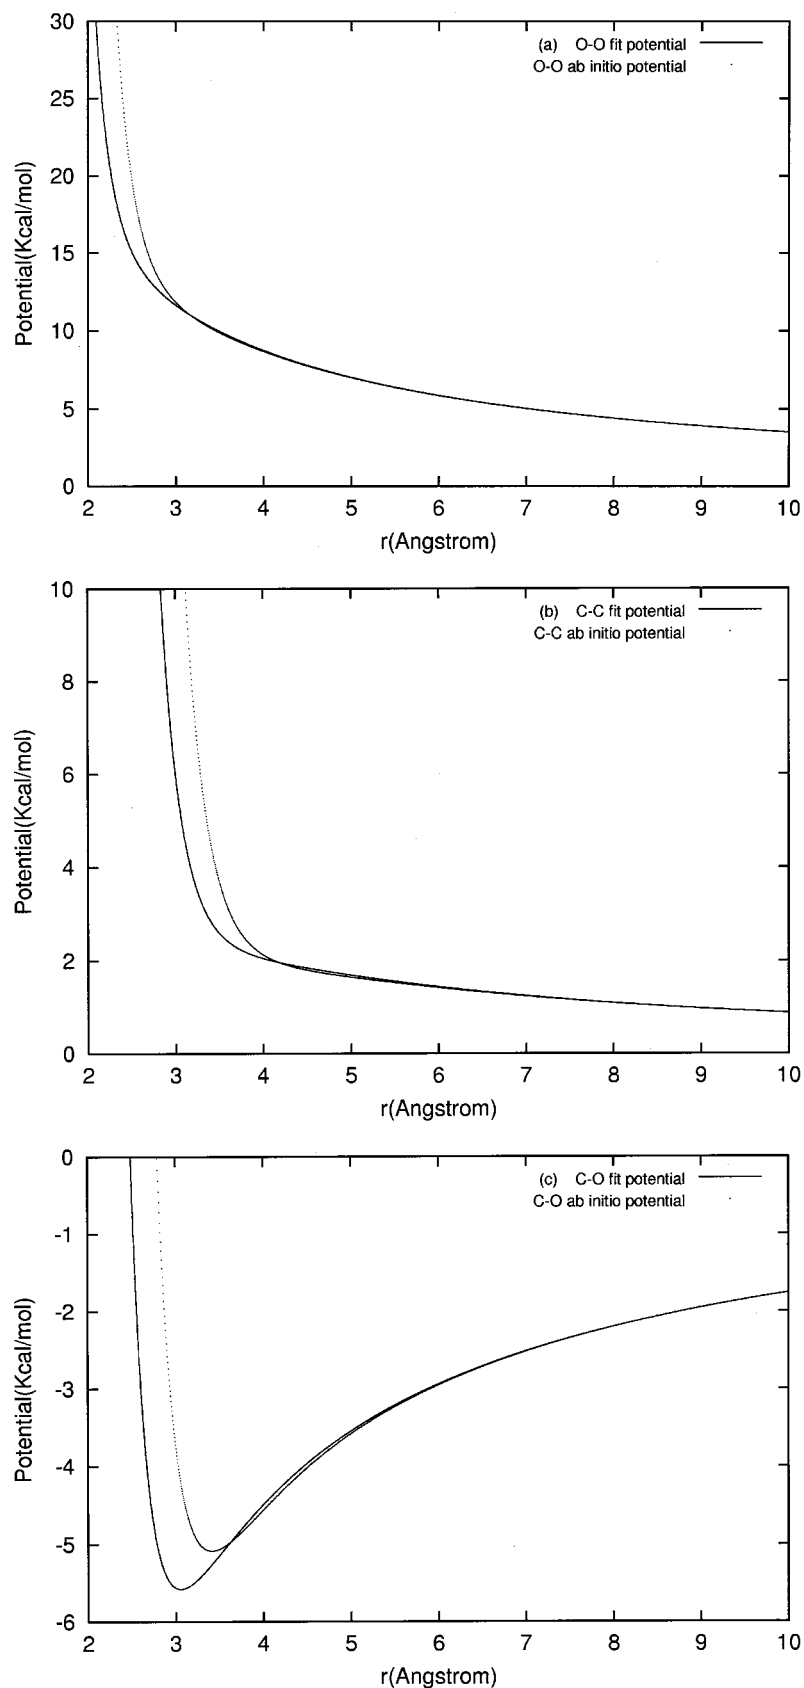 30
25
20
15
10
5
0
Potential(Kcal/mol)
(a) O-O fit potential
O-O ab initio potential
2 3 4 5 6 7 8 9 10
r(Angstrom)
10
8
6
4
2
0
Potential(Kcal/mol)
(b) C-C fit potential
C-C ab initio potential
2 3 4 5 6 7 8 9 10
r(Angstrom)
0
-1
-2
-3
-4
-5
-6
Potential(Kcal/mol)
(c) C-O fit potential
C-O ab initio potential
2 3 4 5 6 7 8 9 10
r(Angstrom)